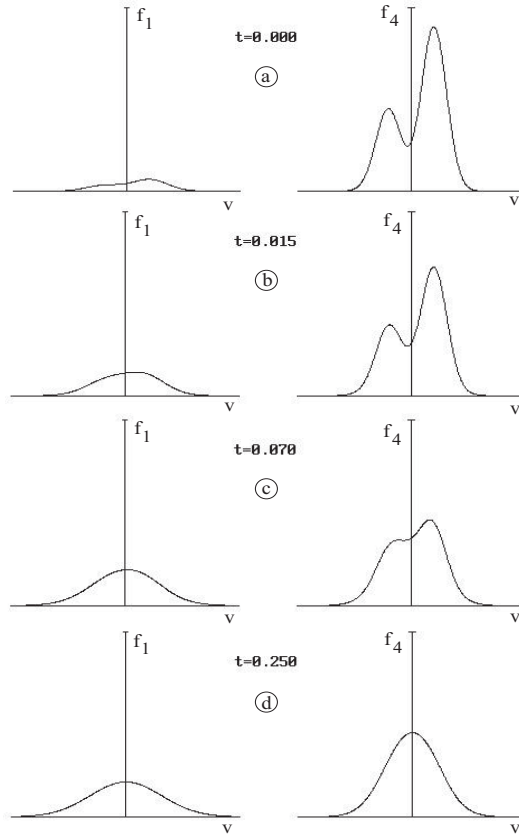 f1 t=0.000 f4
a
v v
f1 t=0.015 f4
b
v v
f1 t=0.070 f4
c
v v
f1 t=0.250 f4
d
v v